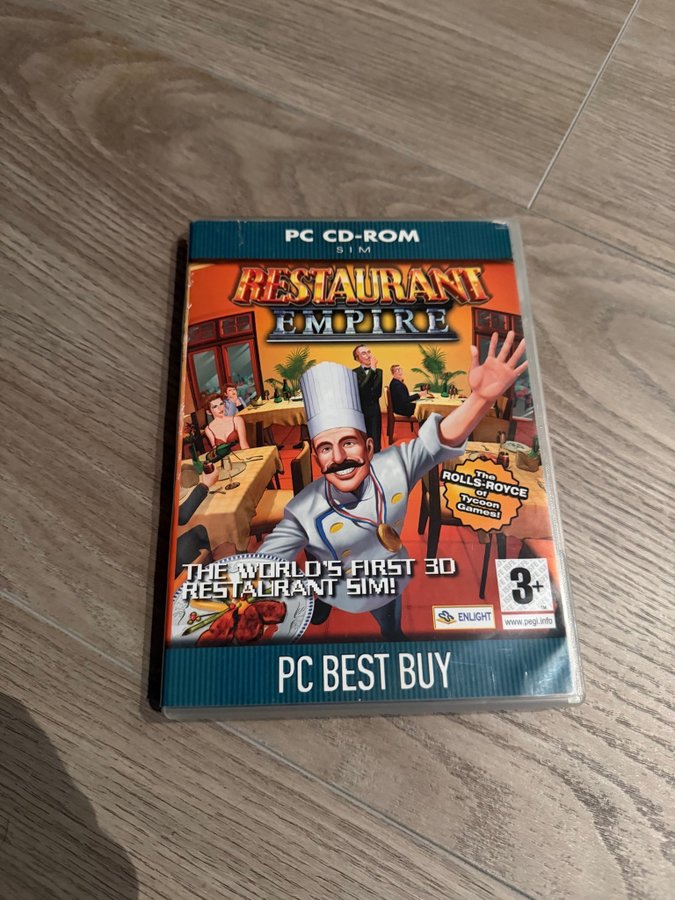 PC CD-ROM
SIM
RESTAURANT
EMPIRE
The
ROLLS-ROYCE
of
Tycoon
Games!
THE WORLD'S FIRST 3D
RESTAURANT SIM!
3+
™
ENLIGHT
www.pegi.info
PC BEST BUY